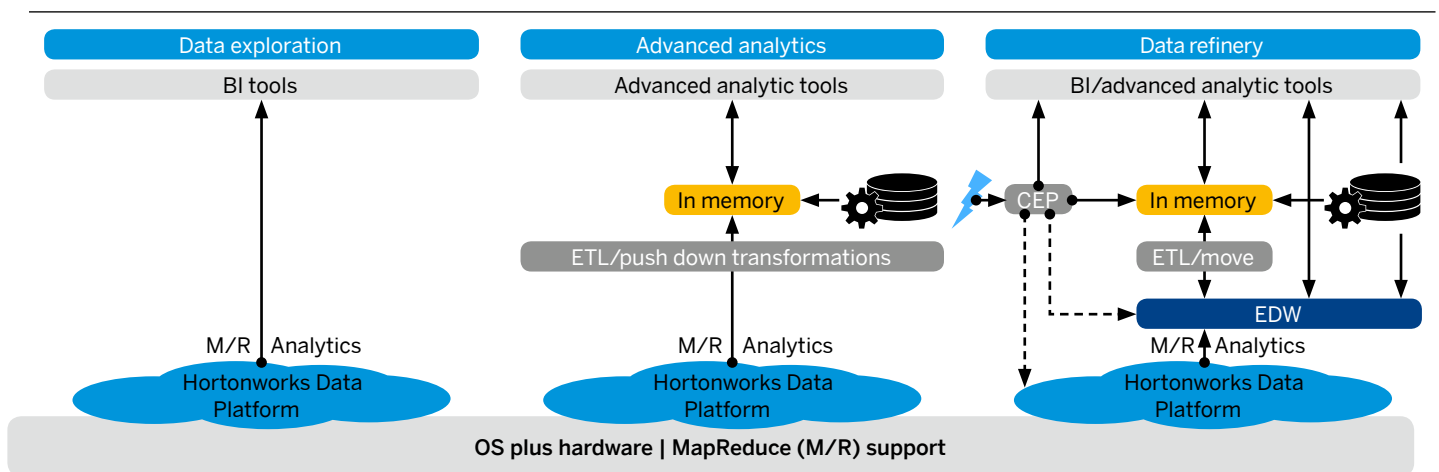 Data exploration
BI tools
M/R Analytics
Hortonworks Data
Platform
Advanced analytics
Advanced analytic tools
In memory
ETL/push down transformations
M/R Analytics
Hortonworks Data
Platform
Data refinery
BI/advanced analytic tools
CEP
In memory
ETL/move
EDW
M/R Analytics
Hortonworks Data
Platform
OS plus hardware | MapReduce (M/R) support